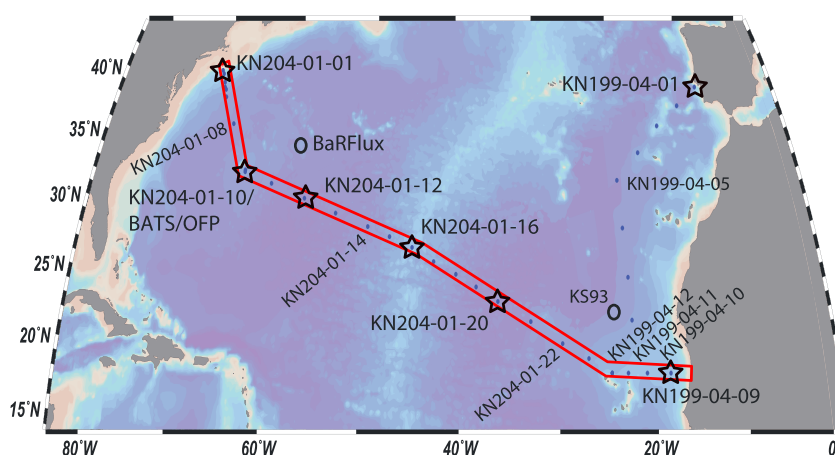 40°N
KN204-01-01
KN199-04-01
35°N
KN204-01-08
BaRFlux
30°N
KN204-01-10/
BATS/OFP
KN204-01-12
KN199-04-05
25°N
KN204-01-14
KN204-01-16
KS93
20°N
KN204-01-20
KN199-04-12
KN199-04-11
KN199-04-10
KN204-01-22
KN199-04-09
15°N
80°W
60°W
40°W
20°W